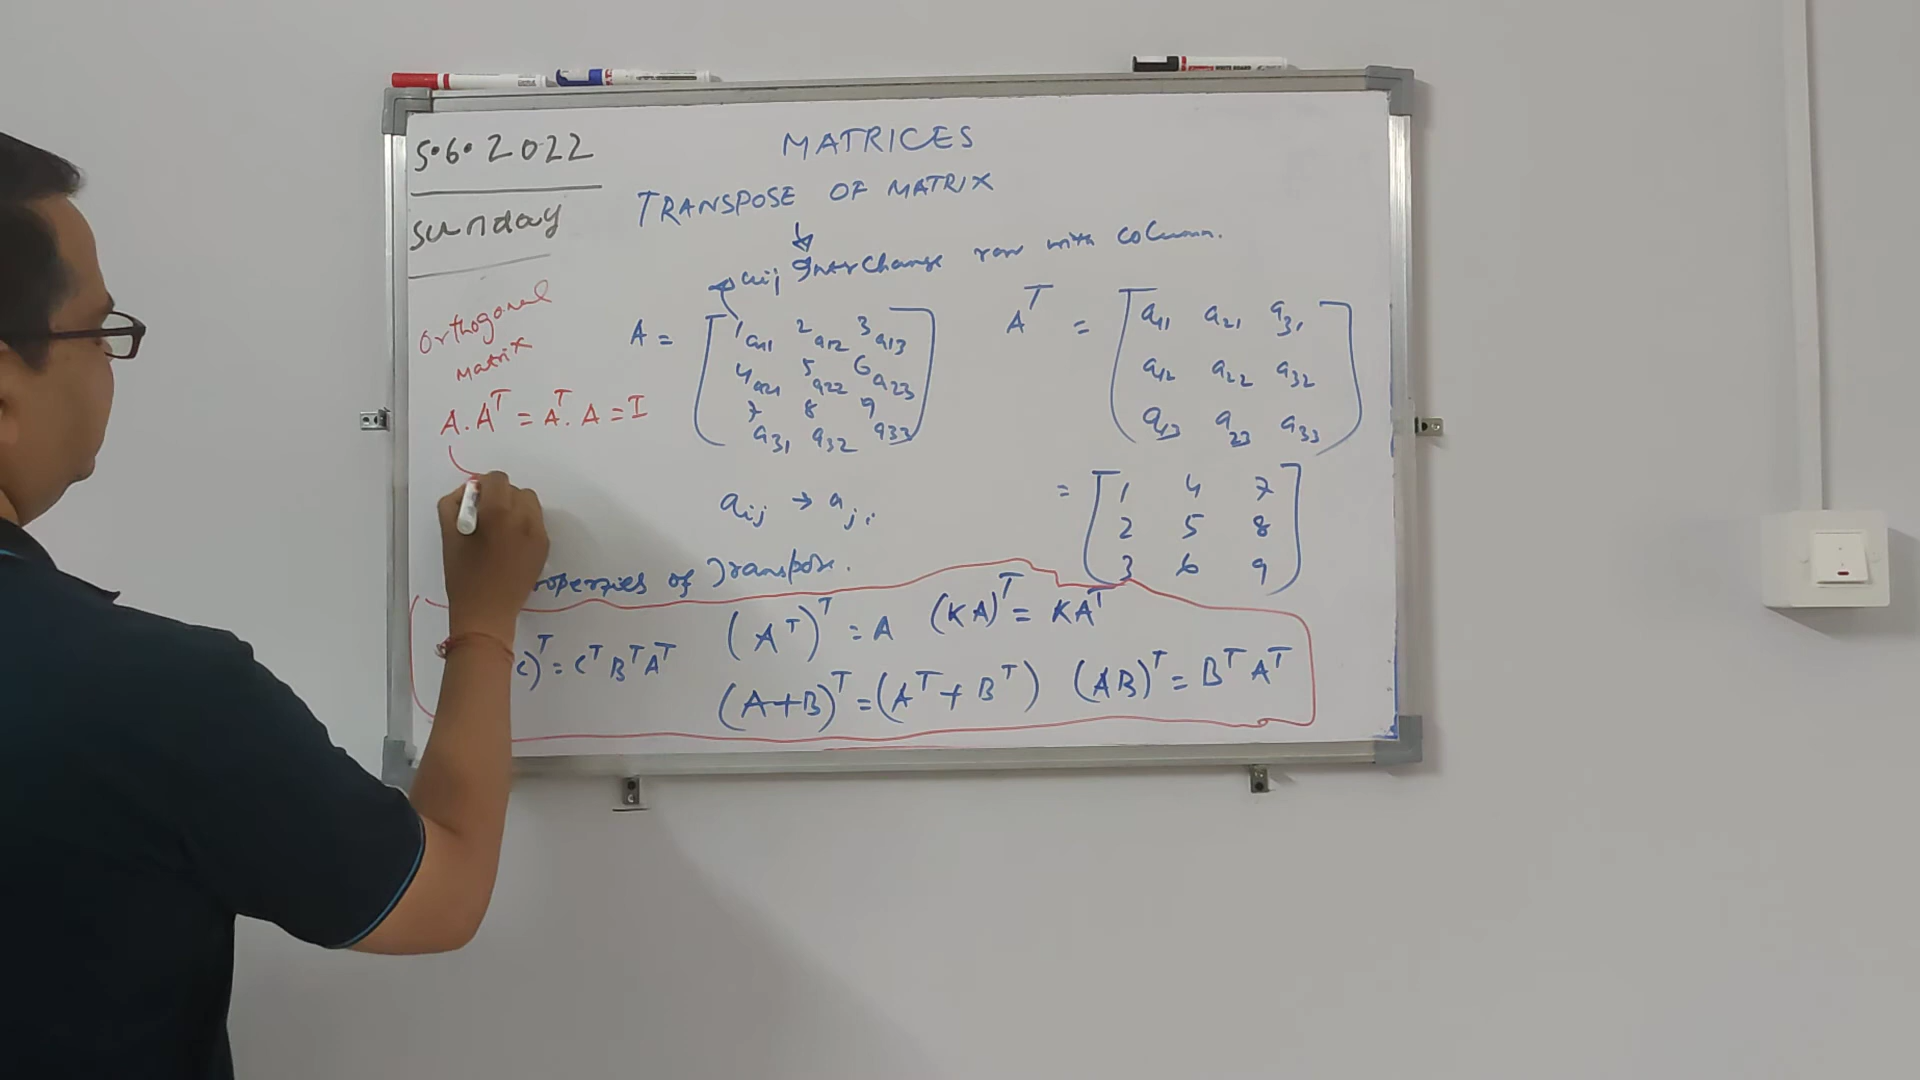 5.6.2022
Sunday
MATRICES
TRANSPOSE OF MATRIX
aij Interchange row with column.
Orthogonal
matrix
A.A^T = A^T.A = I
A = [ 1 a11 2 a12 3 a13
4 a21 5 a22 6 a23
7 8 9
a31 a32 a33 ]
A^T = [ a11 a21 a31
a12 a22 a32
a13 a23 a33 ]
aij → aji
= [ 1 4 7
2 5 8
3 6 9 ]
roperties of Transpose.
(A^T)^T = A (KA)^T = KA^T
C)^T = C^T B^T A^T
(A+B)^T = (A^T + B^T) (AB)^T = B^T A^T